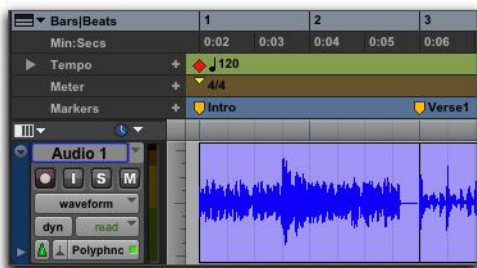 Bars|Beats 1 2 3
Min:Secs 0:02 0:03 0:04 0:05 0:06
Tempo + 120
Meter + 4/4
Markers + Intro Verse1
Audio 1
I S M
waveform
dyn read
Polyphnc